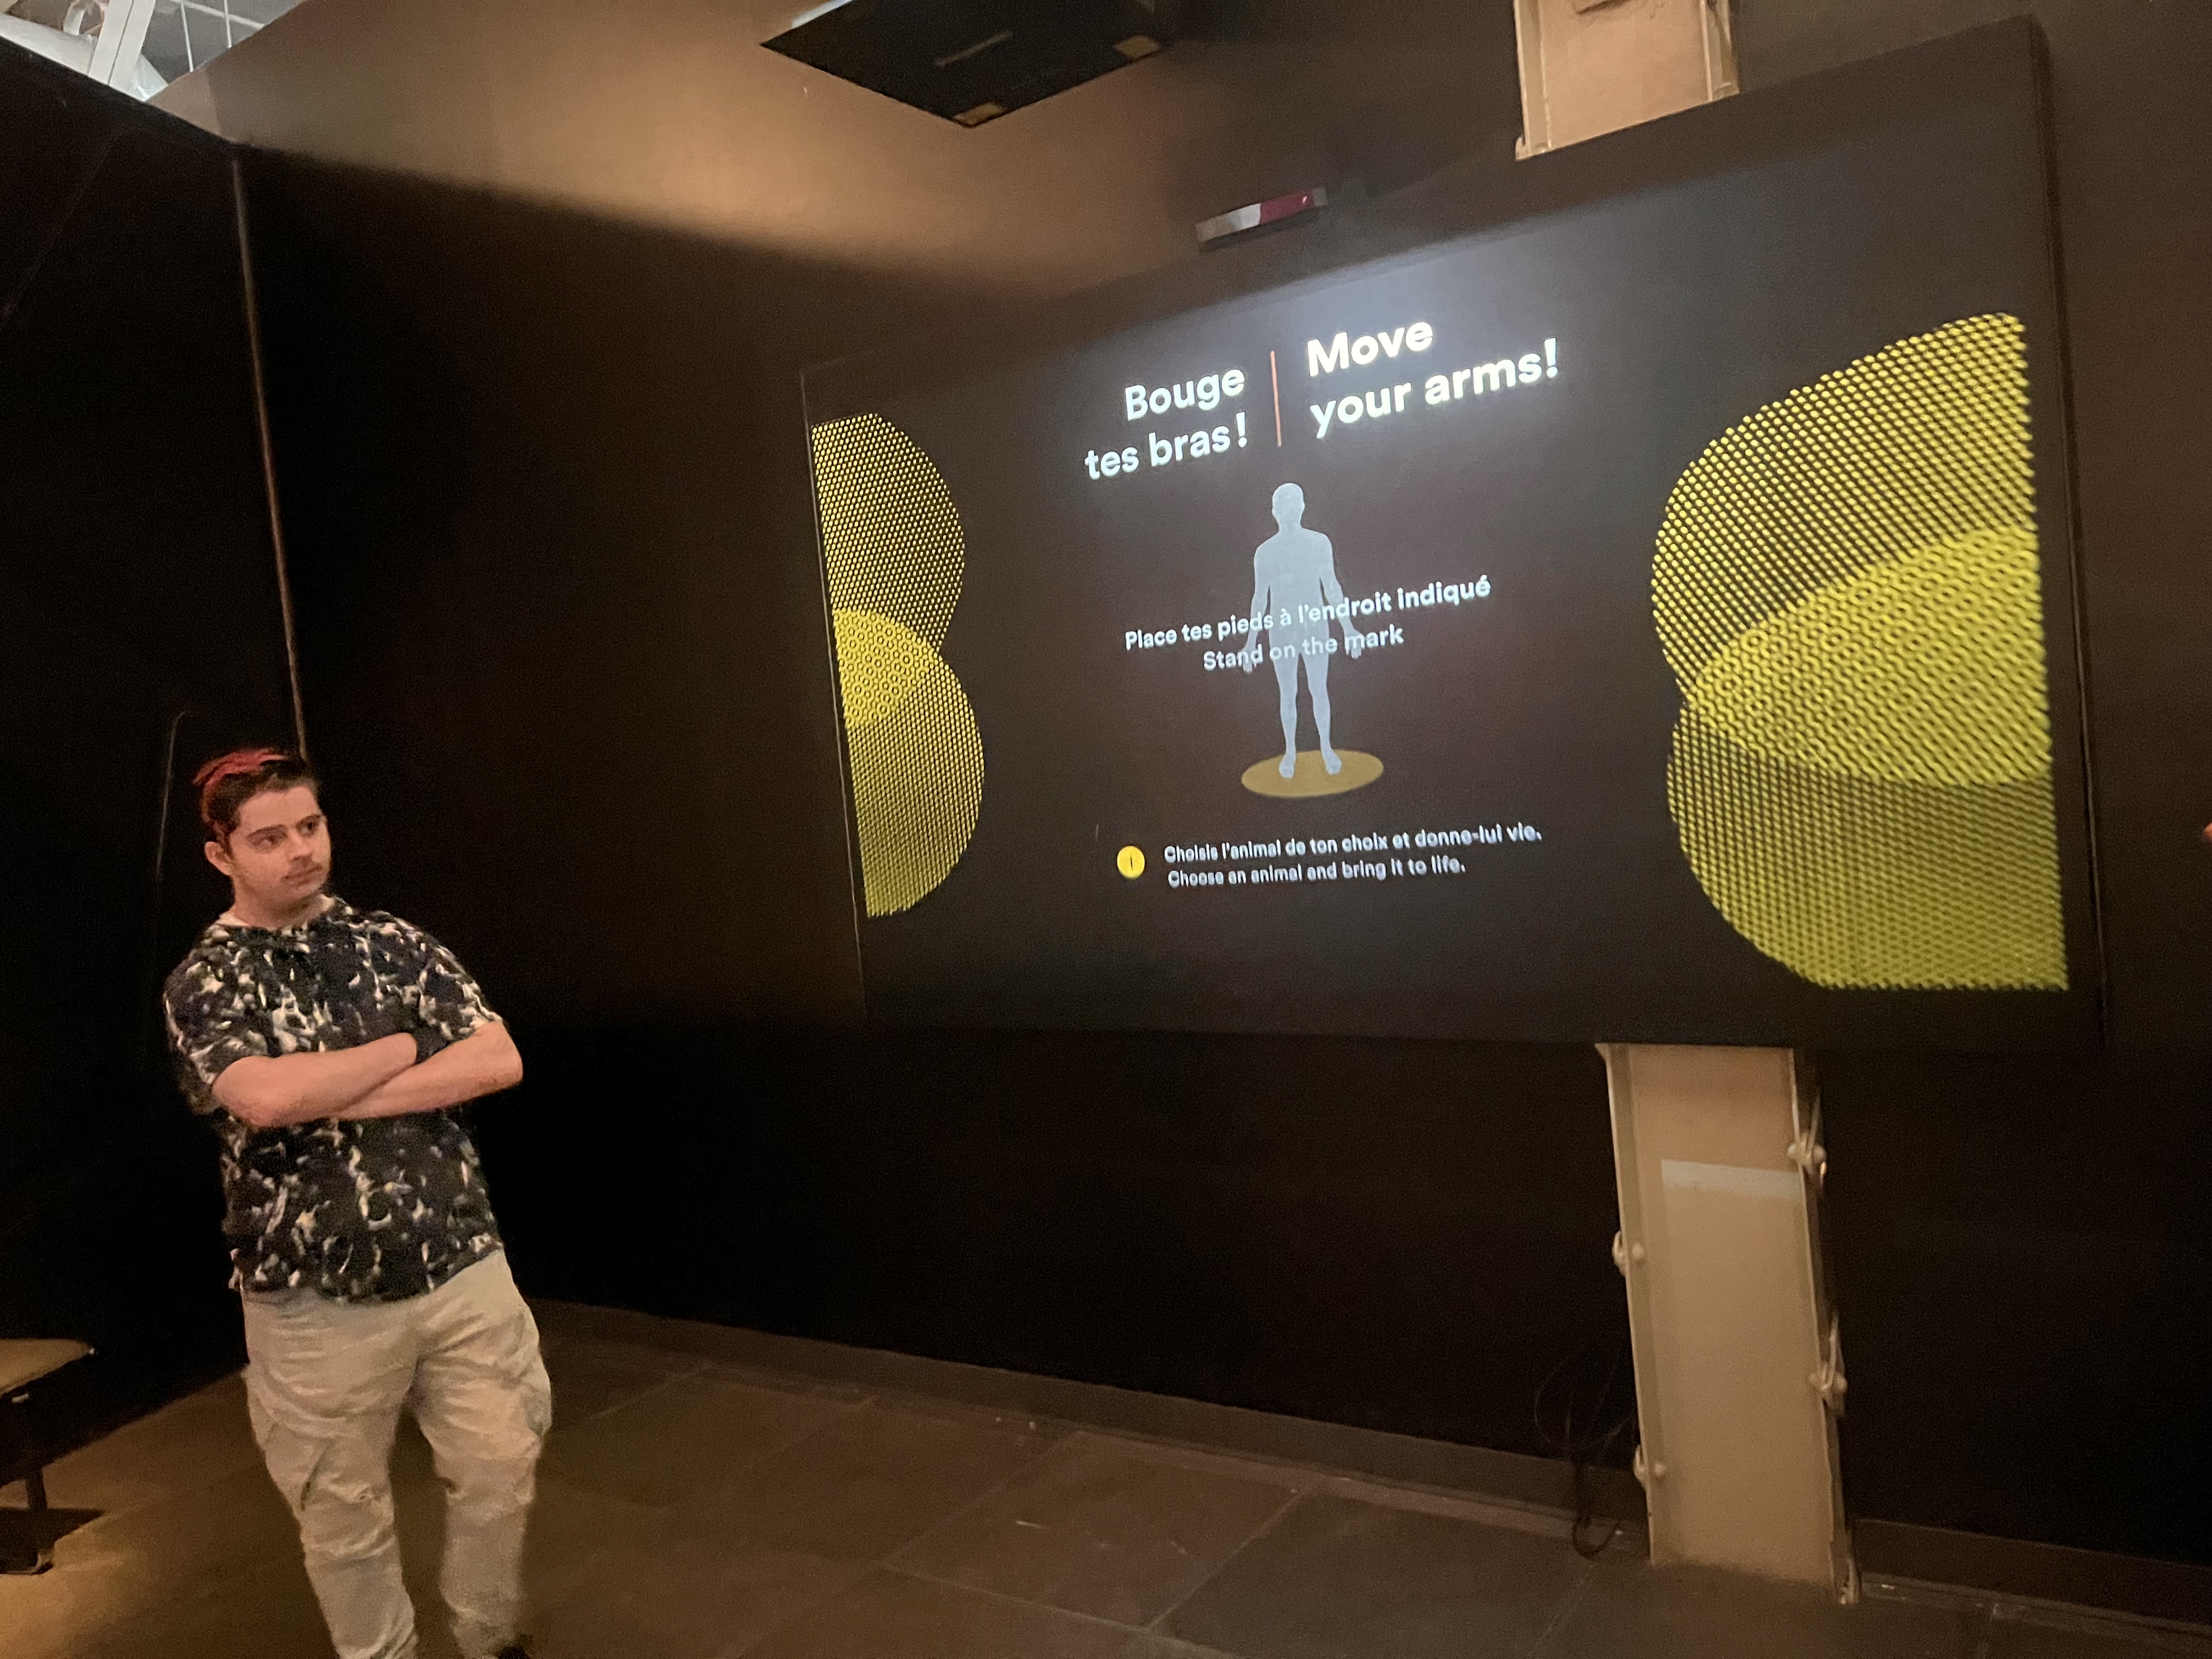 Bouge
tes bras !
Move
your arms!
Place tes pieds à l'endroit indiqué
Stand on the mark
Choisis l'animal de ton choix et donne-lui vie.
Choose an animal and bring it to life.